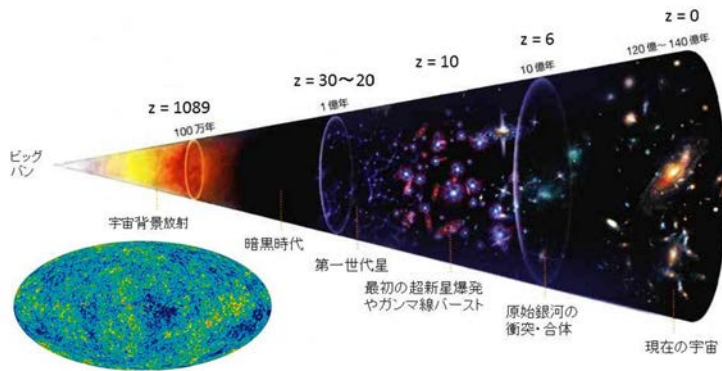 z = 0
120 億～140 億年
z = 6
10 億年
z = 10
z = 30～20
1 億年
z = 1089
100 万年
ビッグ
バン
宇宙背景放射
暗黒時代
第一世代星
最初の超新星爆発
やガンマ線バースト
原始銀河の
衝突・合体
現在の宇宙